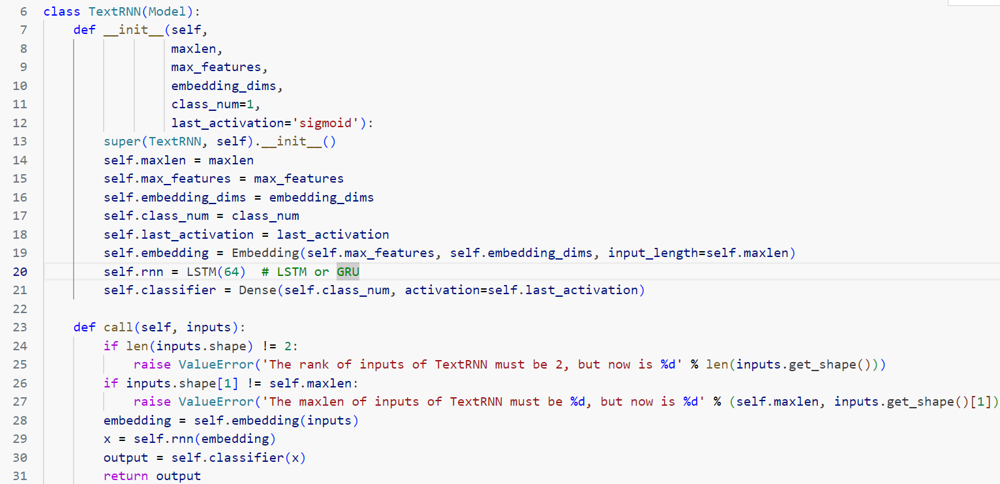 6 class TextRNN(Model):
7     def __init__(self,
8                  maxlen,
9                  max_features,
10                  embedding_dims,
11                  class_num=1,
12                  last_activation='sigmoid'):
13         super(TextRNN, self).__init__()
14         self.maxlen = maxlen
15         self.max_features = max_features
16         self.embedding_dims = embedding_dims
17         self.class_num = class_num
18         self.last_activation = last_activation
19         self.embedding = Embedding(self.max_features, self.embedding_dims, input_length=self.maxlen)
20         self.rnn = LSTM(64)  # LSTM or GRU
21         self.classifier = Dense(self.class_num, activation=self.last_activation)
22
23     def call(self, inputs):
24         if len(inputs.shape) != 2:
25             raise ValueError('The rank of inputs of TextRNN must be 2, but now is %d' % len(inputs.get_shape()))
26         if inputs.shape[1] != self.maxlen:
27             raise ValueError('The maxlen of inputs of TextRNN must be %d, but now is %d' % (self.maxlen, inputs.get_shape()[1])
28         embedding = self.embedding(inputs)
29         x = self.rnn(embedding)
30         output = self.classifier(x)
31         return output